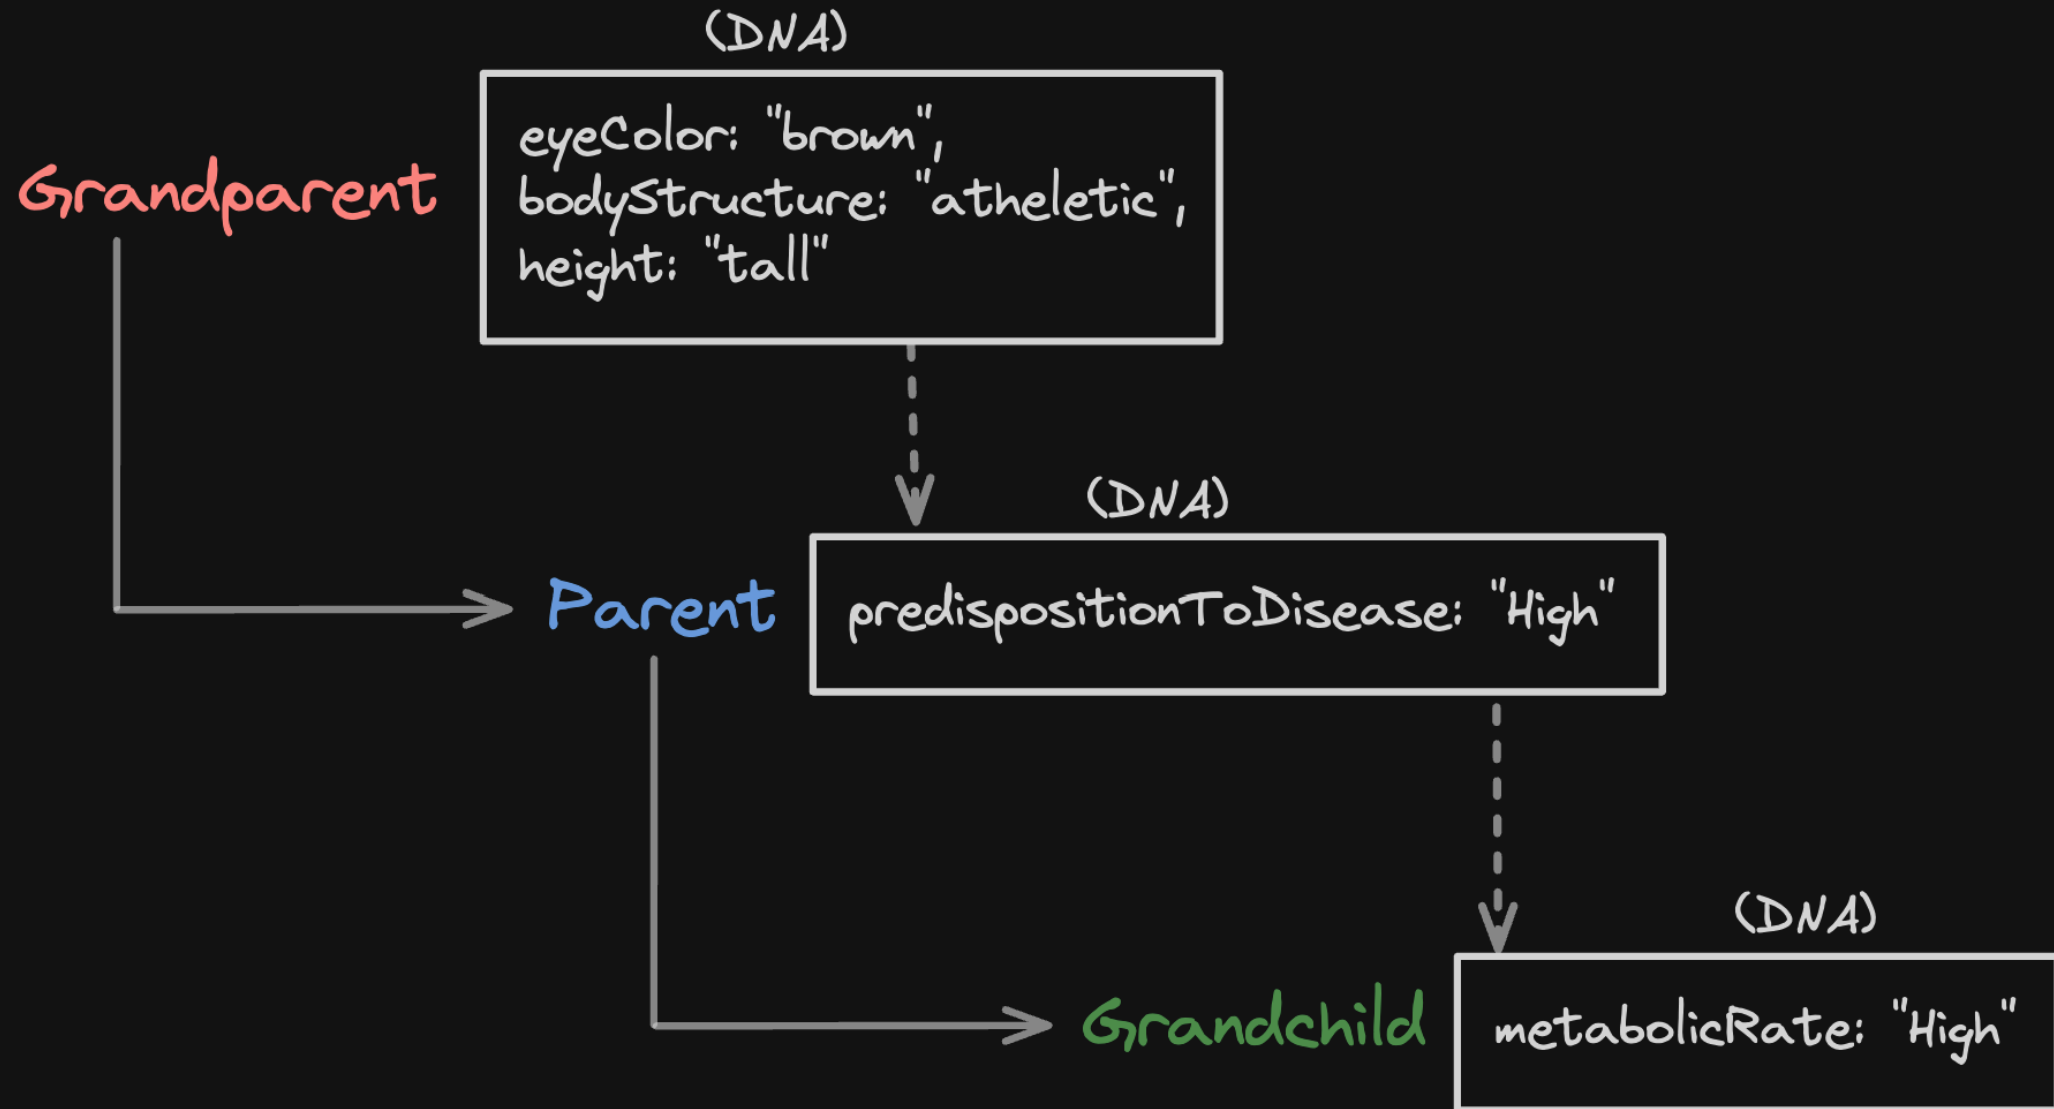 (DNA)
Grandparent
eyeColor: "brown",
bodyStructure: "atheletic",
height: "tall"
(DNA)
Parent
predispositionToDisease: "High"
(DNA)
Grandchild
metabolicRate: "High"